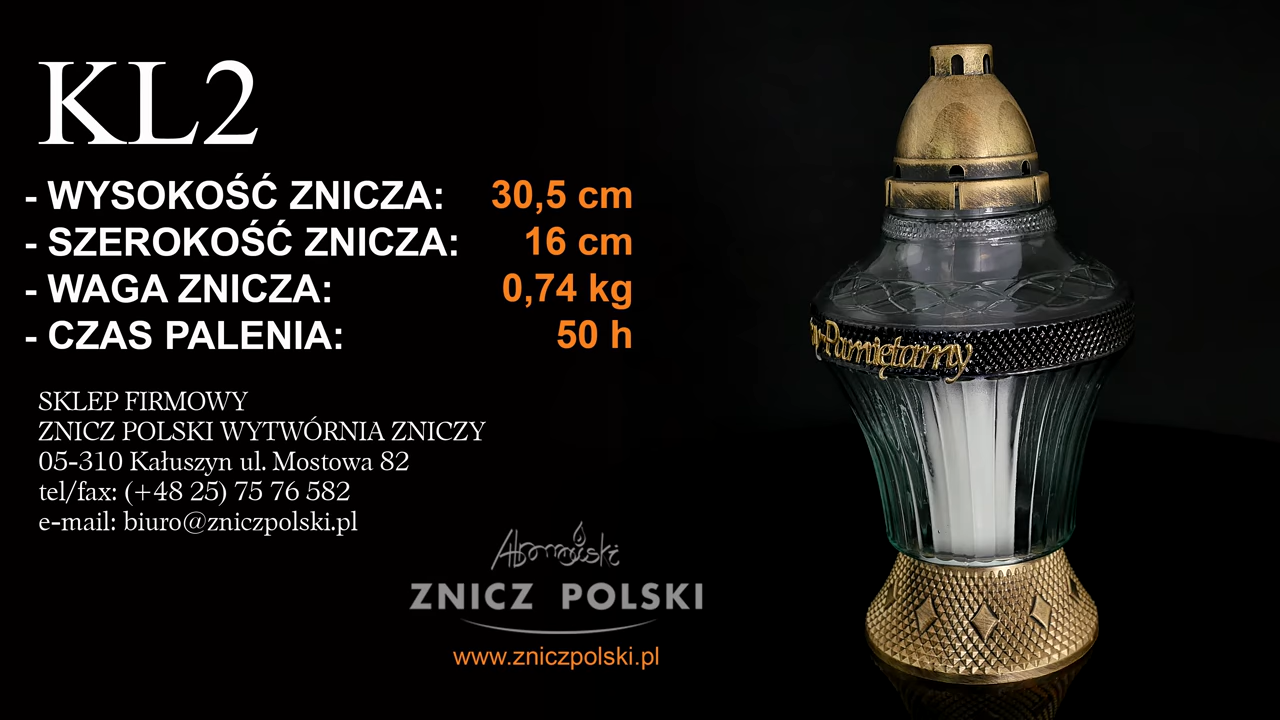 KL2
- WYSOKOŚĆ ZNICZA: 30,5 cm
- SZEROKOŚĆ ZNICZA: 16 cm
- WAGA ZNICZA: 0,74 kg
- CZAS PALENIA: 50 h
SKLEP FIRMOWY
ZNICZ POLSKI WYTWÓRNIA ZNICZY
05-310 Kałuszyn ul. Mostowa 82
tel/fax: (+48 25) 75 76 582
e-mail: biuro@zniczpolski.pl
Pamiętamy
ZNICZ POLSKI
www.zniczpolski.pl